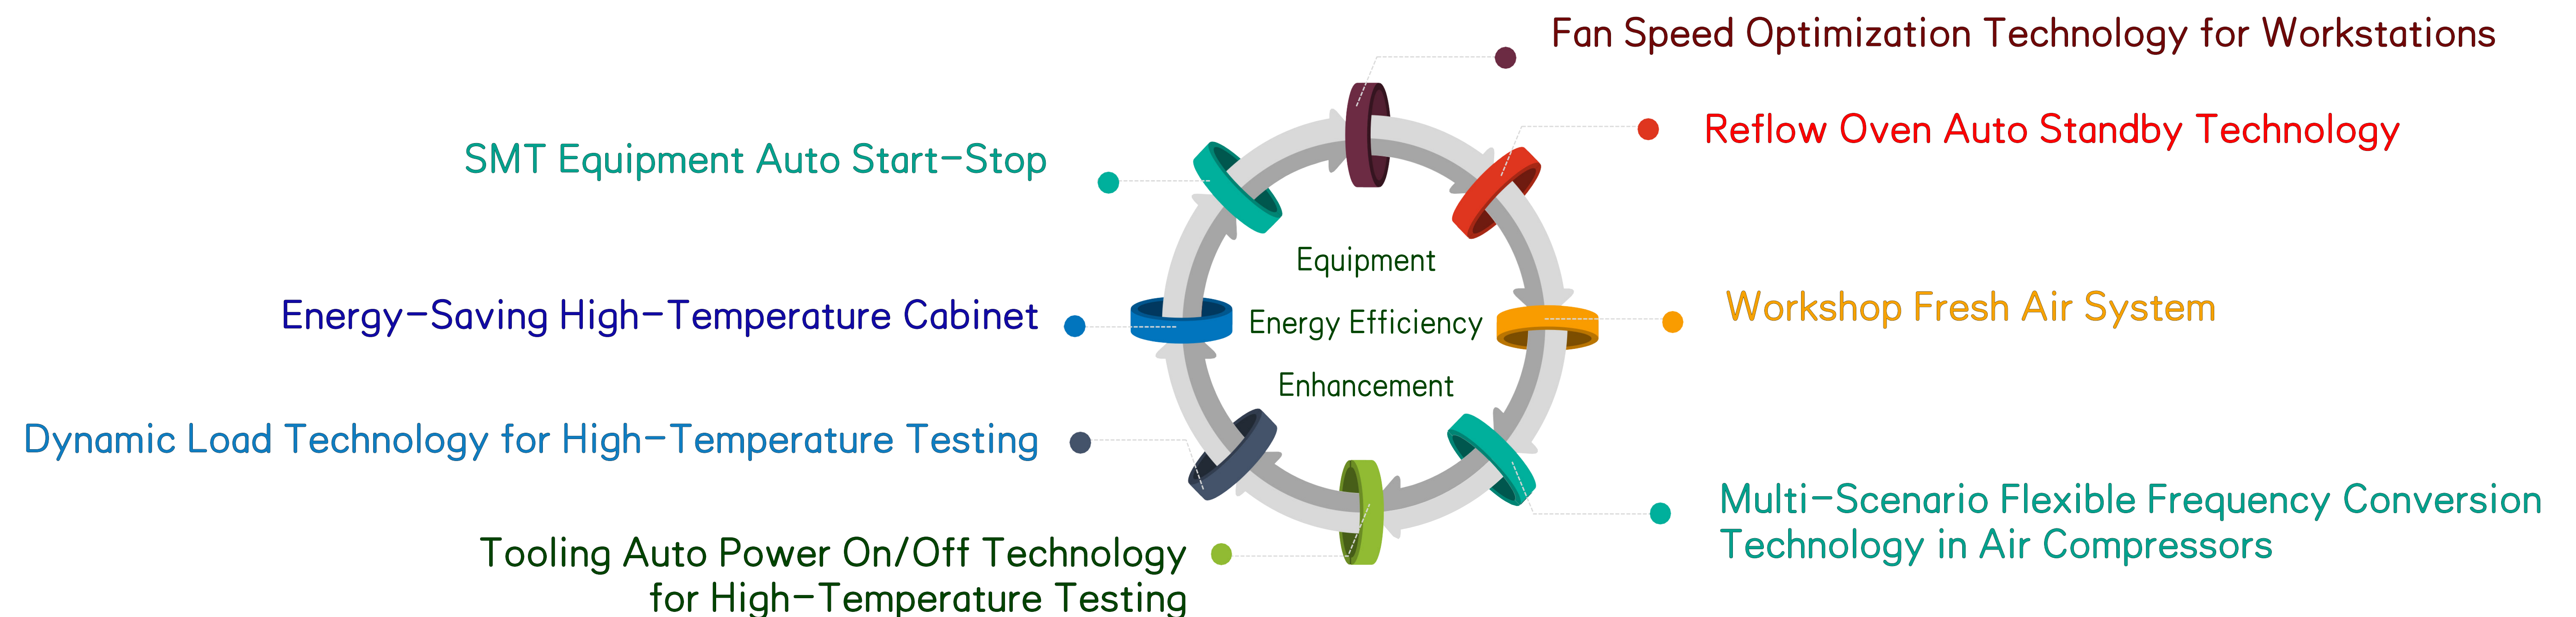 Fan Speed Optimization Technology for Workstations
Reflow Oven Auto Standby Technology
SMT Equipment Auto Start-Stop
Equipment
Energy Efficiency
Enhancement
Workshop Fresh Air System
Energy-Saving High-Temperature Cabinet
Dynamic Load Technology for High-Temperature Testing
Multi-Scenario Flexible Frequency Conversion
Technology in Air Compressors
Tooling Auto Power On/Off Technology
for High-Temperature Testing